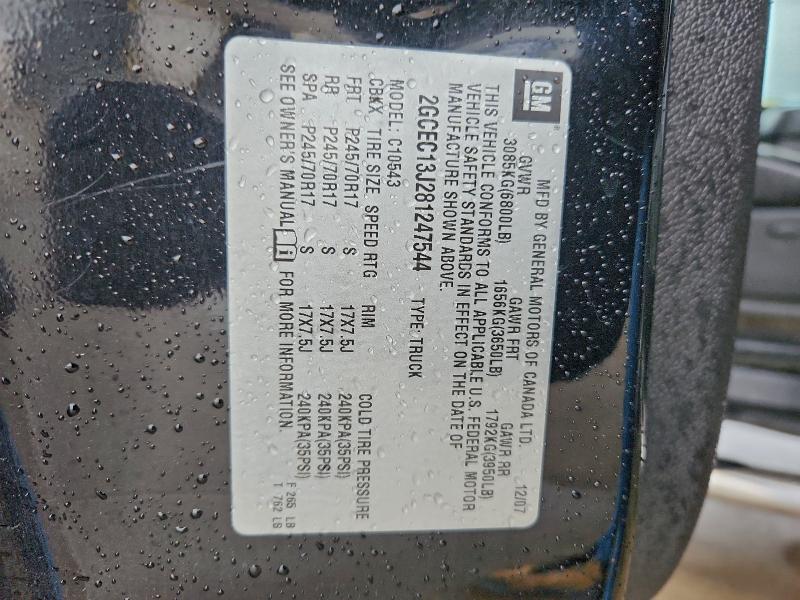 GM
MFD BY GENERAL MOTORS OF CANADA LTD. 12/07
GVWR GAWR FRT GAWR RR
3085KG(6800LB) 1656KG(3650LB) 1792KG(3950LB)
THIS VEHICLE CONFORMS TO ALL APPLICABLE U.S. FEDERAL MOTOR
VEHICLE SAFETY STANDARDS IN EFFECT ON THE DATE OF
MANUFACTURE SHOWN ABOVE.
2GCEC13J281247544 TYPE: TRUCK
MODEL: C10543
TIRE SIZE SPEED RTG RIM COLD TIRE PRESSURE
FRT P245/70R17 S 17X7.5J 240KPA(35PSI)
RR P245/70R17 S 17X7.5J 240KPA(35PSI)
SPA P245/70R17 S 17X7.5J 240KPA(35PSI)
SEE OWNER'S MANUAL i FOR MORE INFORMATION.
F 265 LB
T 762 LB